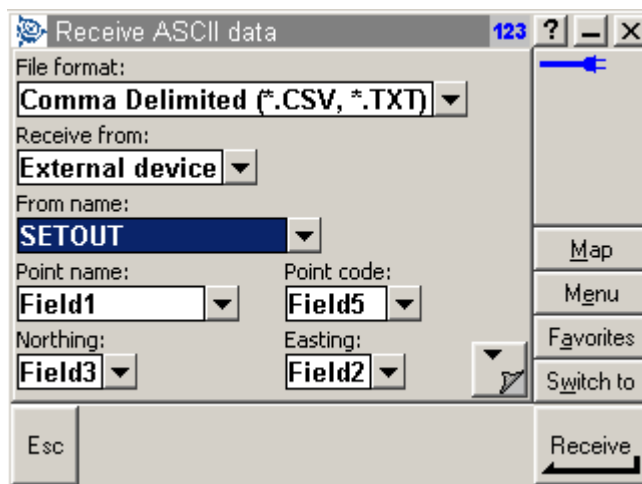 Receive ASCII data 123 ?
File format:
Comma Delimited (*.CSV, *.TXT)
Receive from:
External device
From name:
SETOUT
Point name: Point code:
Field1 Field5
Northing: Easting:
Field3 Field2
Map
Menu
Favorites
Switch to
Esc Receive